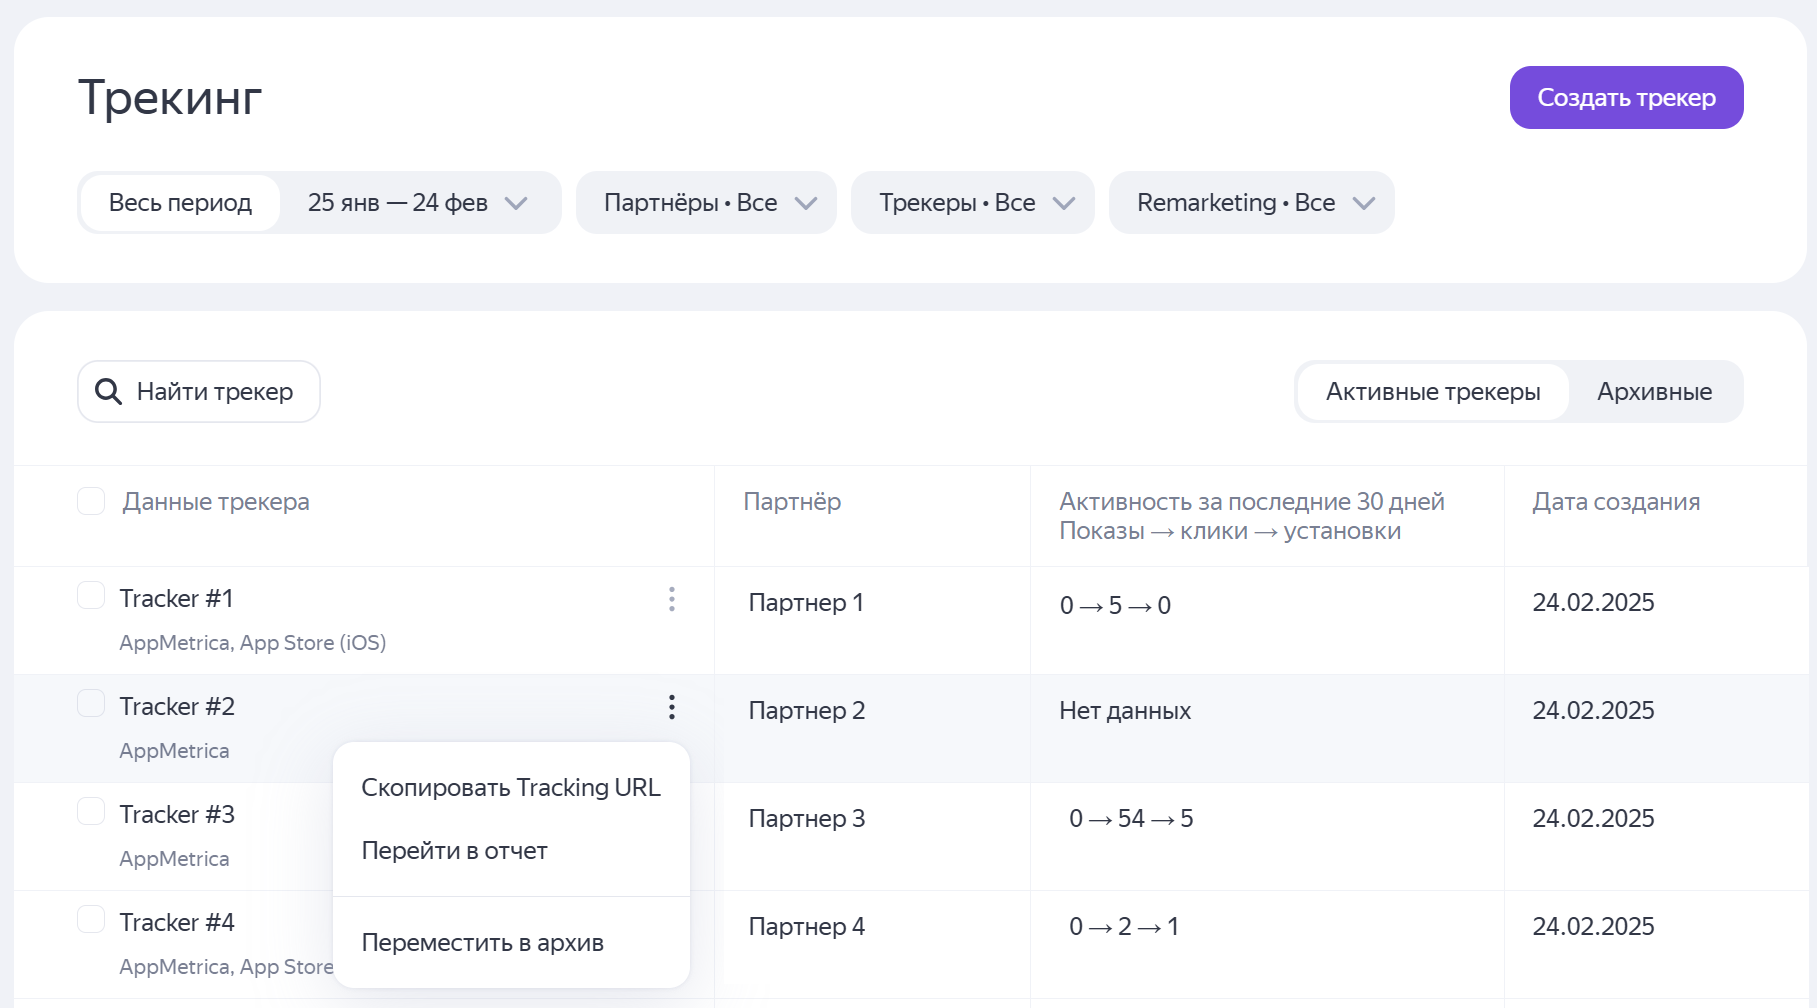 Трекинг
Создать трекер
Весь период
25 янв — 24 фев
Партнёры • Все
Трекеры • Все
Remarketing • Все
Найти трекер
Активные трекеры
Архивные
Данные трекера
Партнёр
Активность за последние 30 дней
Показы → клики → установки
Дата создания
Tracker #1
AppMetrica, App Store (iOS)
Партнер 1
0 → 5 → 0
24.02.2025
Tracker #2
AppMetrica
Партнер 2
Нет данных
24.02.2025
Скопировать Tracking URL
Перейти в отчет
Переместить в архив
Tracker #3
AppMetrica
Партнер 3
0 → 54 → 5
24.02.2025
Tracker #4
AppMetrica, App Store
Партнер 4
0 → 2 → 1
24.02.2025